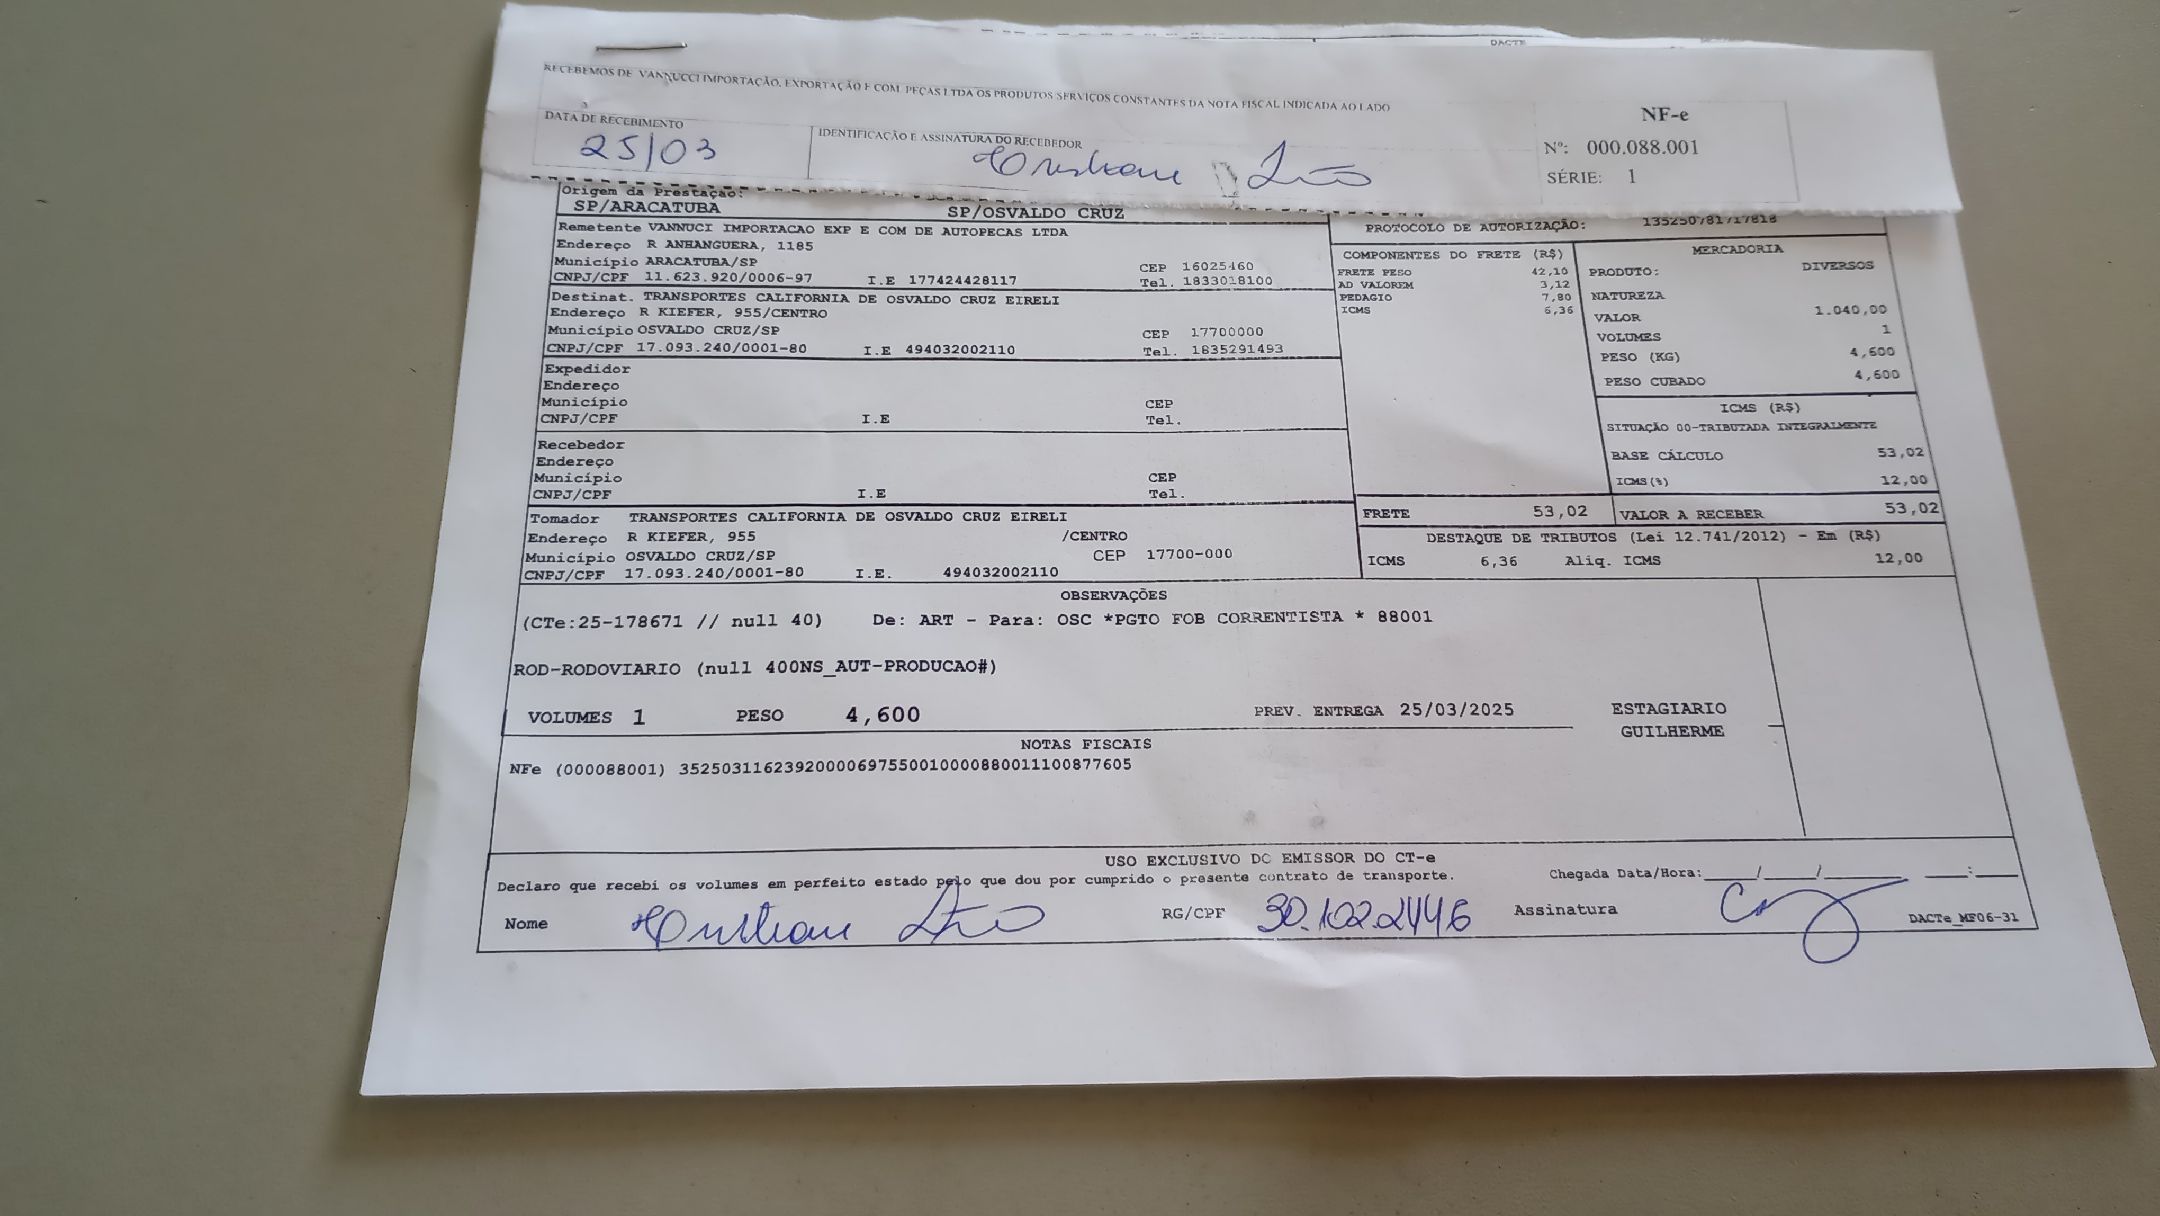 DACTE
RECEBEMOS DE VANNUCCI IMPORTAÇÃO, EXPORTAÇÃO E COM PEÇAS LTDA OS PRODUTOS SERVIÇOS CONSTANTES DA NOTA FISCAL INDICADA AO LADO
NF-e
DATA DE RECEBIMENTO
25/03
IDENTIFICAÇÃO E ASSINATURA DO RECEBEDOR
Nº: 000.088.001
SÉRIE: 1
Origem da Prestação:
SP/ARACATUBA SP/OSVALDO CRUZ
PROTOCOLO DE AUTORIZAÇÃO: 135250781717818
Remetente VANNUCI IMPORTACAO EXP E COM DE AUTOPECAS LTDA
Endereço R ANHANGUERA, 1185
Município ARACATUBA/SP CEP 16025460
CNPJ/CPF 11.623.920/0006-97 I.E 177424428117 Tel. 1833018100
Destinat. TRANSPORTES CALIFORNIA DE OSVALDO CRUZ EIRELI
Endereço R KIEFER, 955/CENTRO
Município OSVALDO CRUZ/SP CEP 17700000
CNPJ/CPF 17.093.240/0001-80 I.E 494032002110 Tel. 1835291493
Expedidor
Endereço
Município CEP
CNPJ/CPF I.E Tel.
Recebedor
Endereço
Município CEP
CNPJ/CPF I.E Tel.
Tomador TRANSPORTES CALIFORNIA DE OSVALDO CRUZ EIRELI
Endereço R KIEFER, 955 /CENTRO
Município OSVALDO CRUZ/SP CEP 17700-000
CNPJ/CPF 17.093.240/0001-80 I.E. 494032002110
COMPONENTES DO FRETE (R$)
FRETE PESO 42,10
AD VALOREM 3,12
PEDAGIO 7,80
ICMS 6,36
MERCADORIA
PRODUTO: DIVERSOS
NATUREZA
VALOR 1.040,00
VOLUMES 1
PESO (KG) 4,600
PESO CUBADO 4,600
ICMS (R$)
SITUAÇÃO 00-TRIBUTADA INTEGRALMENTE
BASE CÁLCULO 53,02
ICMS(%) 12,00
FRETE 53,02 VALOR A RECEBER 53,02
DESTAQUE DE TRIBUTOS (Lei 12.741/2012) - Em (R$)
ICMS 6,36 Aliq. ICMS 12,00
OBSERVAÇÕES
(CTe:25-178671 // null 40) De: ART - Para: OSC *PGTO FOB CORRENTISTA * 88001
ROD-RODOVIARIO (null 400NS_AUT-PRODUCAO#)
VOLUMES 1 PESO 4,600 PREV. ENTREGA 25/03/2025 ESTAGIARIO
GUILHERME
NOTAS FISCAIS
NFe (000088001) 35250311623920000697550010000880011100877605
USO EXCLUSIVO DO EMISSOR DO CT-e
Declaro que recebi os volumes em perfeito estado pelo que dou por cumprido o presente contrato de transporte. Chegada Data/Hora:____/____/______ ___:___
Nome RG/CPF 30.102.2446 Assinatura DACTe_MF06-31